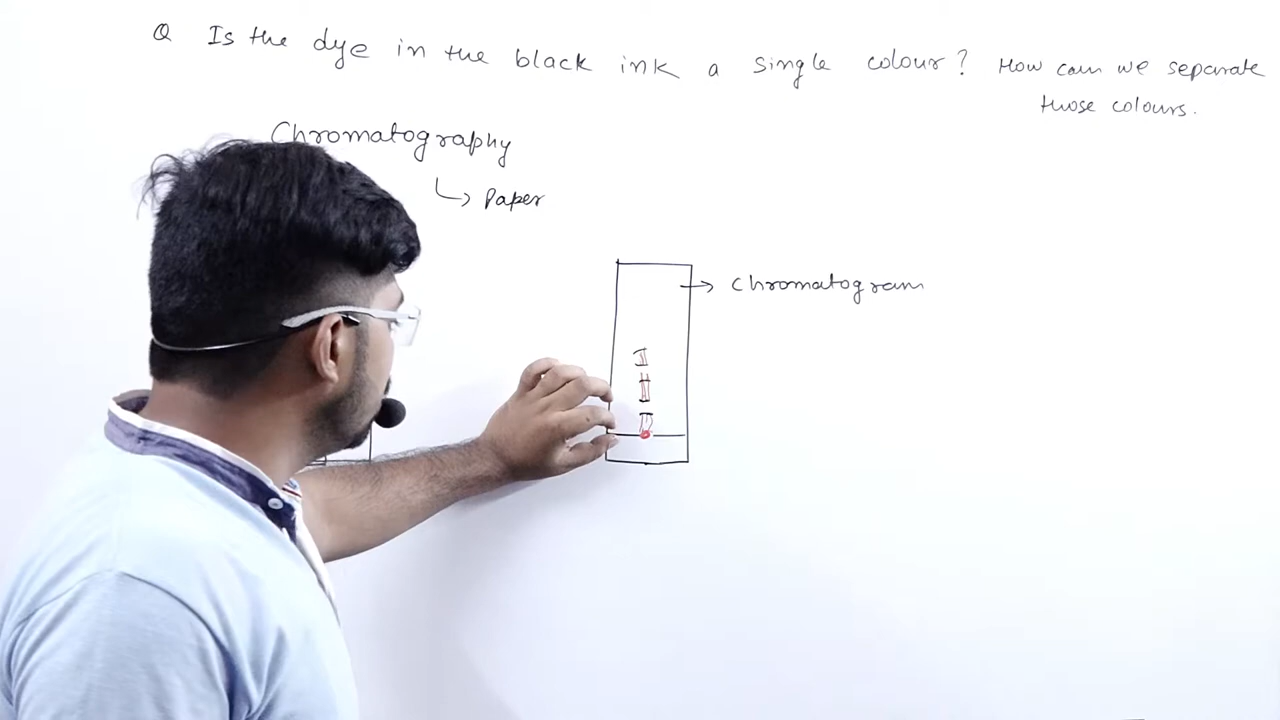 Q Is the dye in the black ink a single colour? How can we separate
those colours.
Chromatography
Paper
Chromatogram